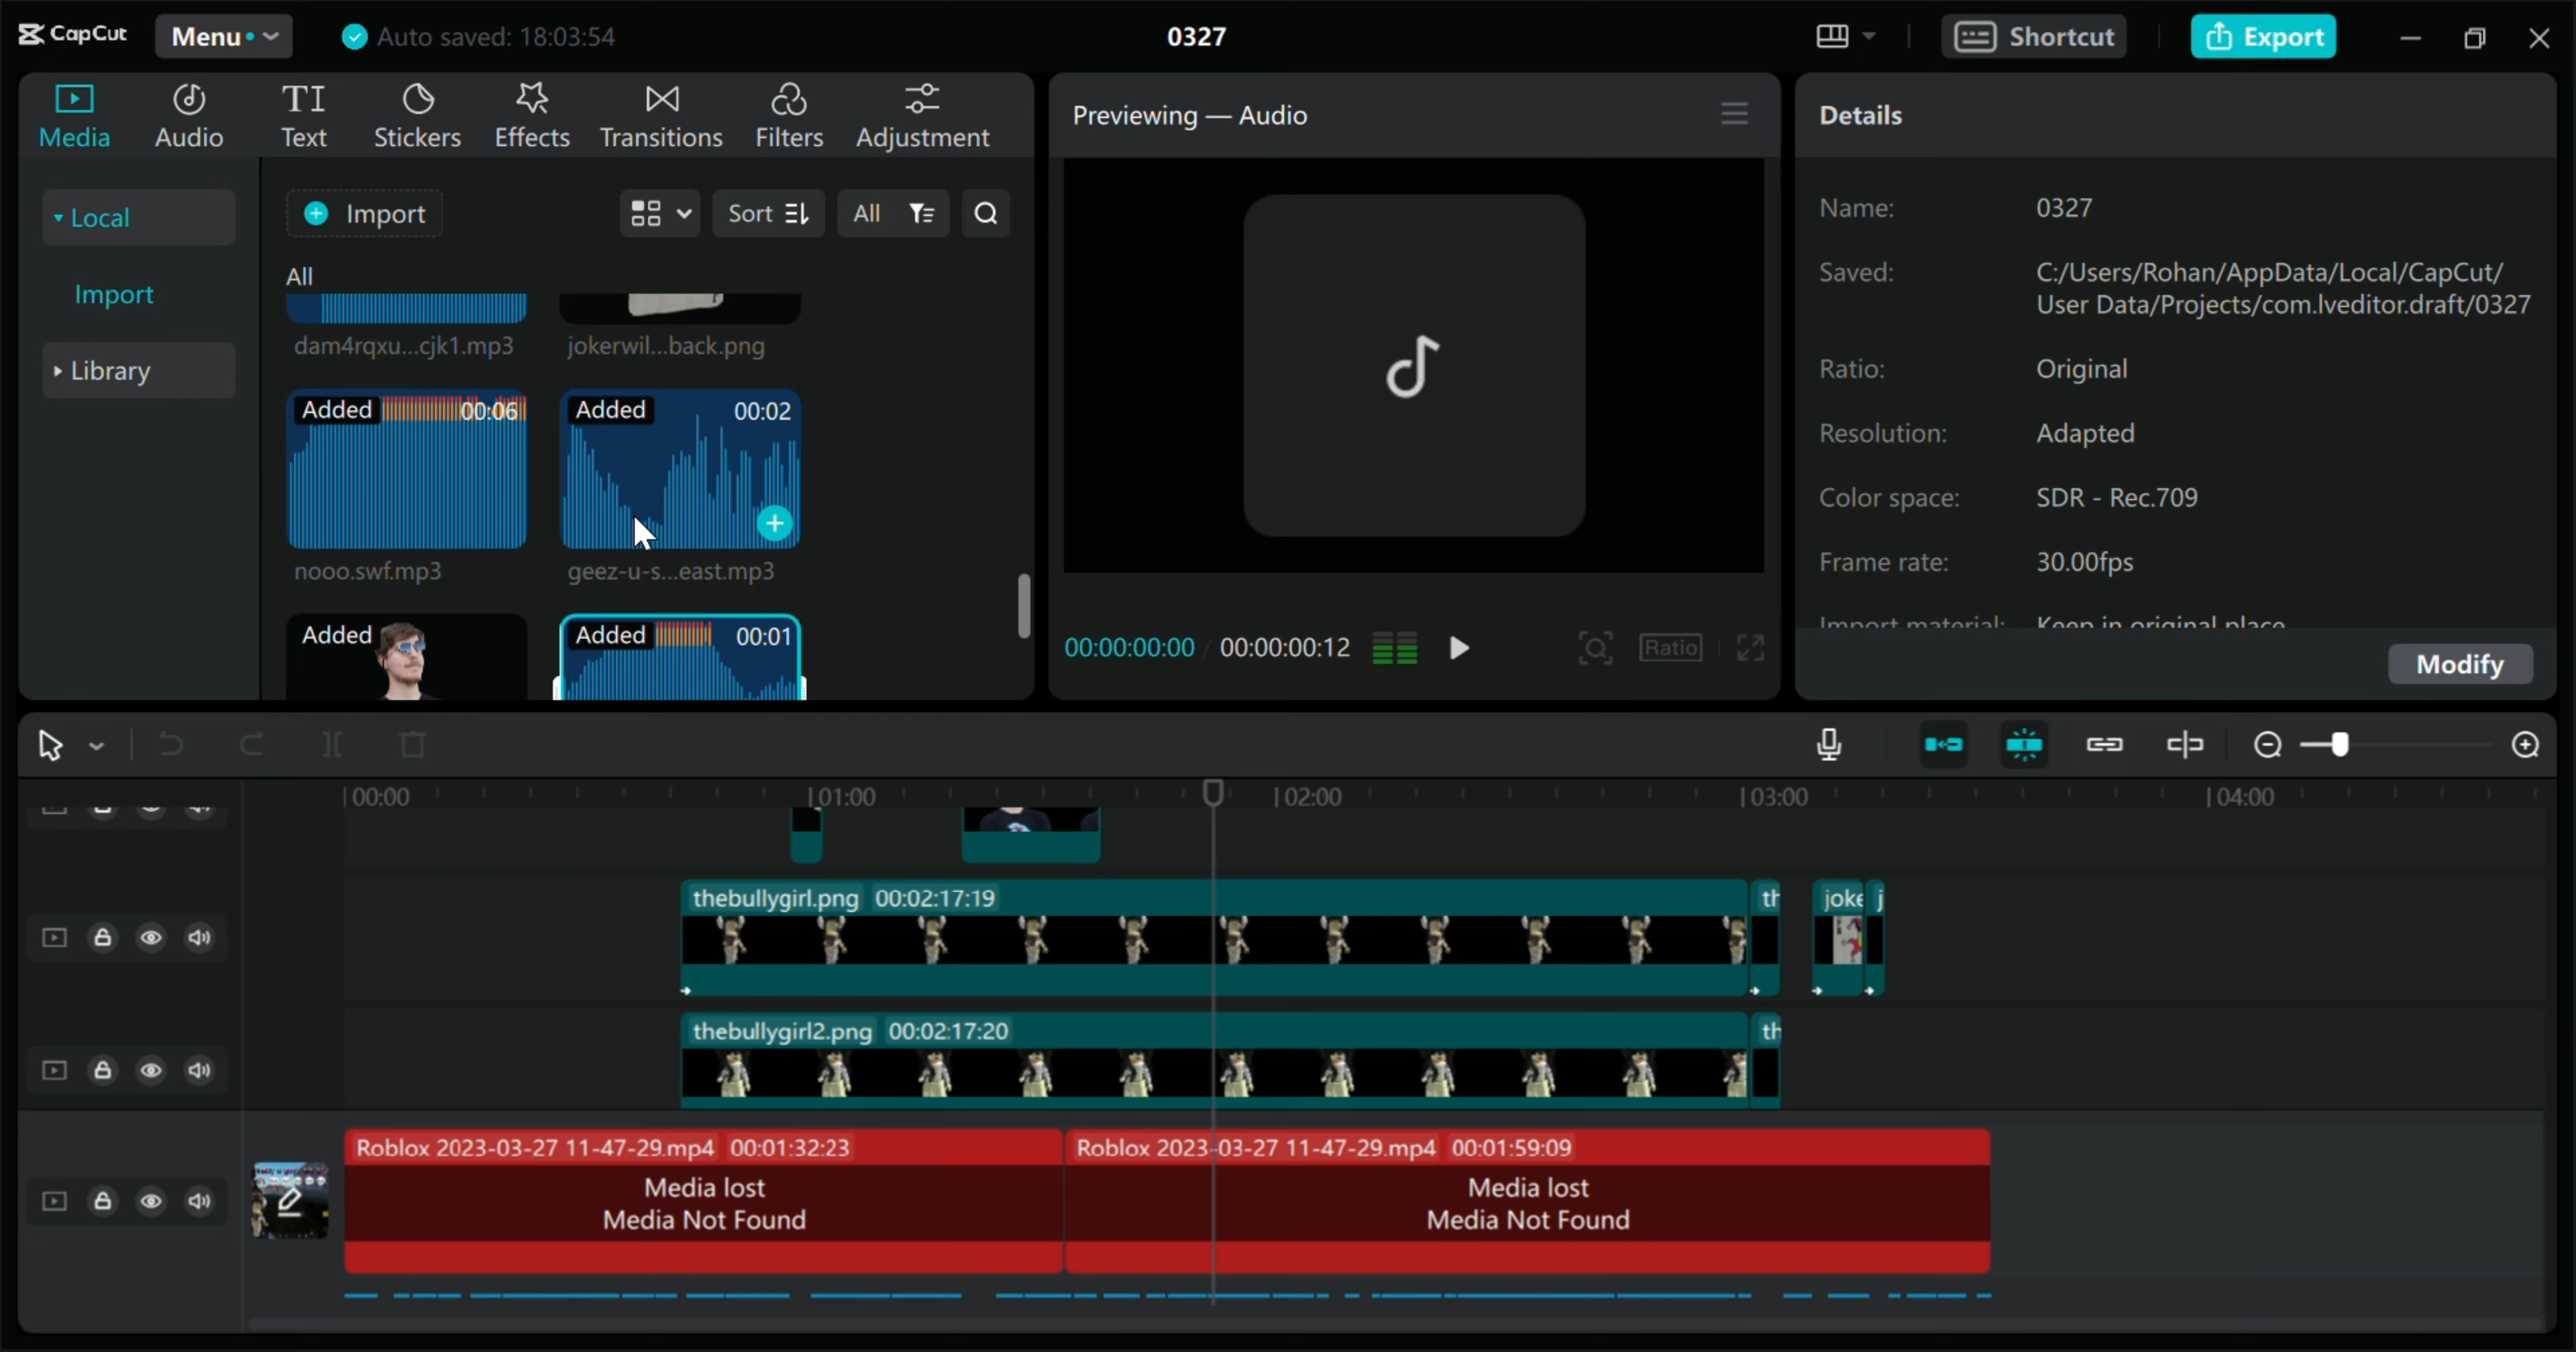 CapCut
Menu
Auto saved: 18:03:54
0327
Shortcut
Export
Media
Audio
TI
Text
Stickers
Effects
Transitions
Filters
Adjustment
Local
Import
Library
Import
Sort
All
All
dam4rqxu...cjk1.mp3
jokerwil...back.png
Added
00:06
nooo.swf.mp3
Added
00:02
geez-u-s...east.mp3
Added
Added
00:01
Previewing — Audio
00:00:00:00 / 00:00:00:12
Ratio
Details
Name: 0327
Saved: C:/Users/Rohan/AppData/Local/CapCut/
User Data/Projects/com.lveditor.draft/0327
Ratio: Original
Resolution: Adapted
Color space: SDR - Rec.709
Frame rate: 30.00fps
Import material: Keep in original place
Modify
00:00
01:00
02:00
03:00
04:00
thebullygirl.png 00:02:17:19
th
joke
j
thebullygirl2.png 00:02:17:20
th
Roblox 2023-03-27 11-47-29.mp4 00:01:32:23
Media lost
Media Not Found
Roblox 2023-03-27 11-47-29.mp4 00:01:59:09
Media lost
Media Not Found